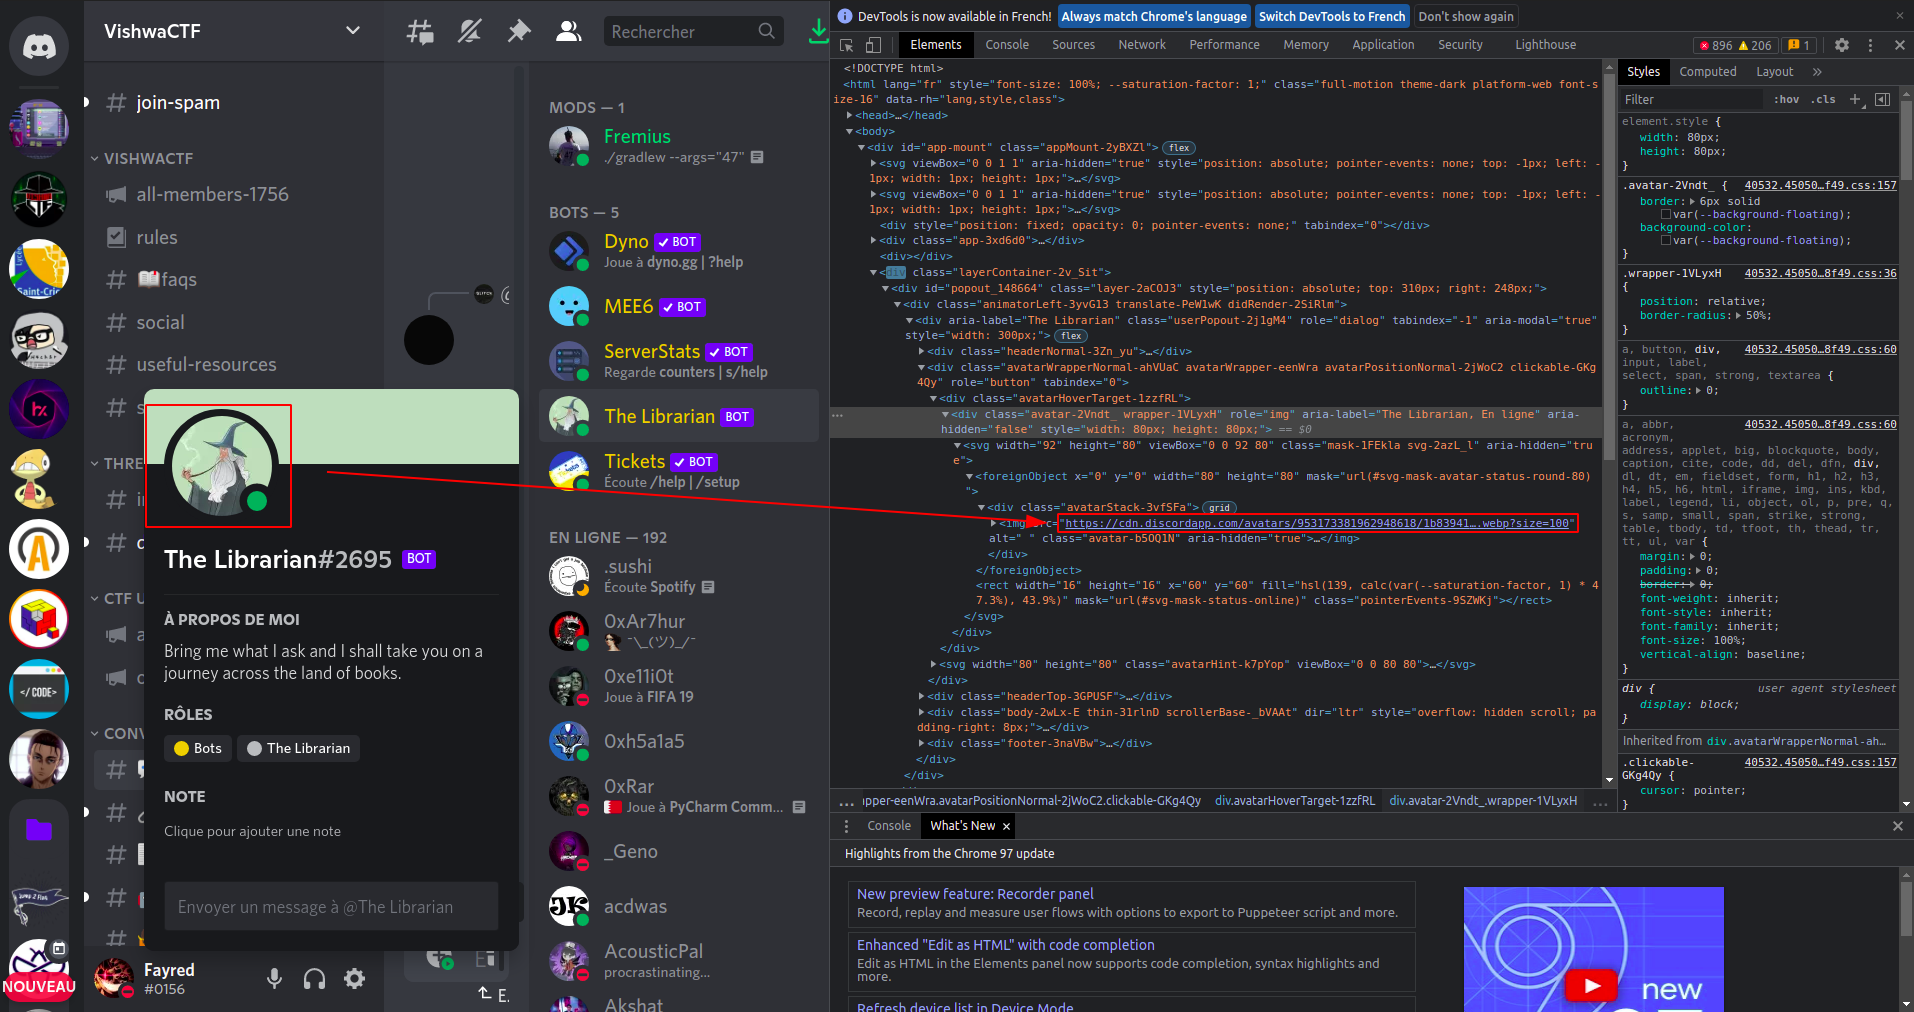 VishwaCTF
join-spam
VISHWACTF
all-members-1756
rules
faqs
social
useful-resources
Saint-Cric
</ CODE>
NOUVEAU
Fayred
#0156
The Librarian#2695 BOT
À PROPOS DE MOI
Bring me what I ask and I shall take you on a
journey across the land of books.
RÔLES
Bots
The Librarian
NOTE
Clique pour ajouter une note
Envoyer un message à @The Librarian
THRE
CTF U
CONV
Rechercher
MODS — 1
Fremius
./gradlew --args="47"
BOTS — 5
Dyno ✓ BOT
Joue à dyno.gg | ?help
MEE6 ✓ BOT
ServerStats ✓ BOT
Regarde counters | s/help
The Librarian BOT
Tickets ✓ BOT
Écoute /help | /setup
EN LIGNE — 192
.sushi
Écoute Spotify
0xAr7hur
¯\_(ツ)_/¯
0xe11i0t
Joue à FIFA 19
0xh5a1a5
0xRar
Joue à PyCharm Comm...
_Geno
acdwas
AcousticPal
procrastinating...
Akshat
E.
DevTools is now available in French!
Always match Chrome's language
Switch DevTools to French
Don't show again
Elements
Console
Sources
Network
Performance
Memory
Application
Security
Lighthouse
896
206
1
<!DOCTYPE html>
<html lang="fr" style="font-size: 100%; --saturation-factor: 1;" class="full-motion theme-dark platform-web font-s
ize-16" data-rh="lang,style,class">
<head>…</head>
<body>
<div id="app-mount" class="appMount-2yBXZl"> flex
<svg viewBox="0 0 1 1" aria-hidden="true" style="position: absolute; pointer-events: none; top: -1px; left: -
1px; width: 1px; height: 1px;">…</svg>
<svg viewBox="0 0 1 1" aria-hidden="true" style="position: absolute; pointer-events: none; top: -1px; left: -
1px; width: 1px; height: 1px;">…</svg>
<div style="position: fixed; opacity: 0; pointer-events: none;" tabindex="0"></div>
<div class="app-3xd6d0">…</div>
<div></div>
<div class="layerContainer-2v_Sit">
<div id="popout_148664" class="layer-2aCOJ3" style="position: absolute; top: 310px; right: 248px;">
<div class="animatorLeft-3yvG13 translate-PeW1wK didRender-2SiRlm">
<div aria-label="The Librarian" class="userPopout-2j1gM4" role="dialog" tabindex="-1" aria-modal="true"
style="width: 300px;"> flex
<div class="headerNormal-3Zn_yu">…</div>
<div class="avatarWrapperNormal-ahVUaC avatarWrapper-eenWra avatarPositionNormal-2jWoC2 clickable-GKg
4Qy" role="button" tabindex="0">
<div class="avatarHoverTarget-1zzfRL">
<div class="avatar-2Vndt_ wrapper-1VLyxH" role="img" aria-label="The Librarian, En ligne" aria-
hidden="false" style="width: 80px; height: 80px;"> == $0
<svg width="92" height="80" viewBox="0 0 92 80" class="mask-1FEkla svg-2azL_l" aria-hidden="tru
e">
<foreignObject x="0" y="0" width="80" height="80" mask="url(#svg-mask-avatar-status-round-80)
">
<div class="avatarStack-3vfSFa"> grid
<img src="https://cdn.discordapp.com/avatars/953173381962948618/1b83941….webp?size=100"
alt=" " class="avatar-b5OQ1N" aria-hidden="true">…</img>
</div>
</foreignObject>
<rect width="16" height="16" x="60" y="60" fill="hsl(139, calc(var(--saturation-factor, 1) * 4
7.3%), 43.9%)" mask="url(#svg-mask-status-online)" class="pointerEvents-9SZWKj"></rect>
</svg>
</div>
</div>
<svg width="80" height="80" class="avatarHint-k7pYop" viewBox="0 0 80 80">…</svg>
</div>
<div class="headerTop-3GPUSF">…</div>
<div class="body-2wLx-E thin-31rlnD scrollerBase-_bVAAt" dir="ltr" style="overflow: hidden scroll; pa
dding-right: 8px;">…</div>
<div class="footer-3naVBw">…</div>
</div>
</div>
… pper-eenWra.avatarPositionNormal-2jWoC2.clickable-GKg4Qy div.avatarHoverTarget-1zzfRL div.avatar-2Vndt_.wrapper-1VLyxH …
Styles
Computed
Layout
Filter
:hov .cls
element.style {
width: 80px;
height: 80px;
}
.avatar-2Vndt_ { 40532.45050…f49.css:157
border: 6px solid
var(--background-floating);
background-color:
var(--background-floating);
}
.wrapper-1VLyxH 40532.45050…8f49.css:36
{
position: relative;
border-radius: 50%;
}
a, button, div, 40532.45050…8f49.css:60
input, label,
select, span, strong, textarea {
outline: 0;
}
a, abbr, 40532.45050…8f49.css:60
acronym,
address, applet, big, blockquote, body,
caption, cite, code, dd, del, dfn, div,
dl, dt, em, fieldset, form, h1, h2, h3,
h4, h5, h6, html, iframe, img, ins, kbd,
label, legend, li, object, ol, p, pre, q,
s, samp, small, span, strike, strong,
table, tbody, td, tfoot, th, thead, tr,
tt, ul, var {
margin: 0;
padding: 0;
border: 0;
font-weight: inherit;
font-style: inherit;
font-family: inherit;
font-size: 100%;
vertical-align: baseline;
}
div { user agent stylesheet
display: block;
}
Inherited from div.avatarWrapperNormal-ah…
.clickable- 40532.45050…f49.css:157
GKg4Qy {
cursor: pointer;
}
Console
What's New
Highlights from the Chrome 97 update
New preview feature: Recorder panel
Record, replay and measure user flows with options to export to Puppeteer script and more.
Enhanced "Edit as HTML" with code completion
Edit as HTML in the Elements panel now supports code completion, syntax highlights and
more.
Refresh device list in Device Mode
new